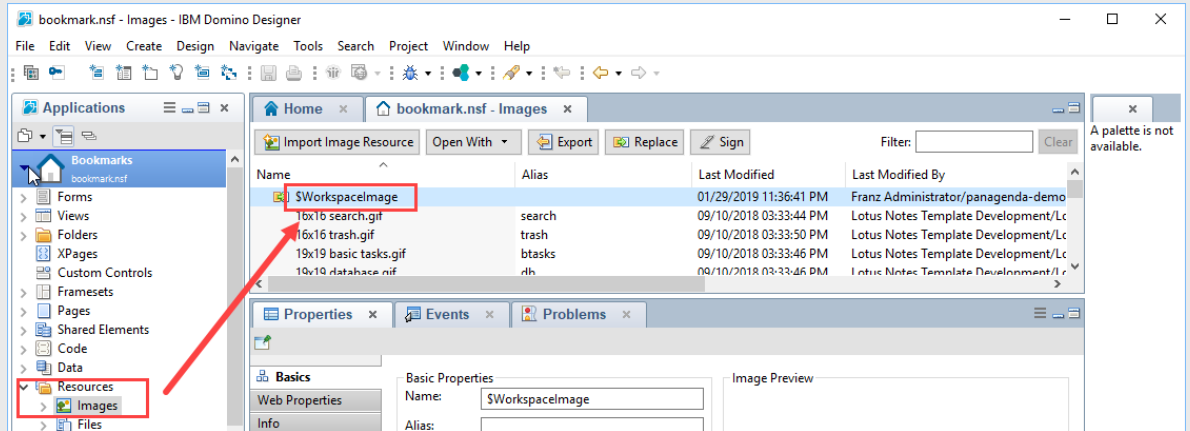 bookmark.nsf - Images - IBM Domino Designer
File Edit View Create Design Navigate Tools Search Project Window Help
Applications
Home
bookmark.nsf - Images
Bookmarks
bookmark.nsf
Forms
Views
Folders
XPages
Custom Controls
Framesets
Pages
Shared Elements
Code
Data
Resources
Images
Files
Import Image Resource Open With Export Replace Sign Filter: Clear
Name Alias Last Modified Last Modified By
$WorkspaceImage 01/29/2019 11:36:41 PM Franz Administrator/panagenda-demo
16x16 search.gif search 09/10/2018 03:33:44 PM Lotus Notes Template Development/Lo
16x16 trash.gif trash 09/10/2018 03:33:50 PM Lotus Notes Template Development/Lo
19x19 basic tasks.gif btasks 09/10/2018 03:33:46 PM Lotus Notes Template Development/Lo
19x19 database.gif db 09/10/2018 03:33:46 PM Lotus Notes Template Development/Lo
Properties Events Problems
Basics
Web Properties
Info
Basic Properties
Name: $WorkspaceImage
Alias:
Image Preview
A palette is not
available.